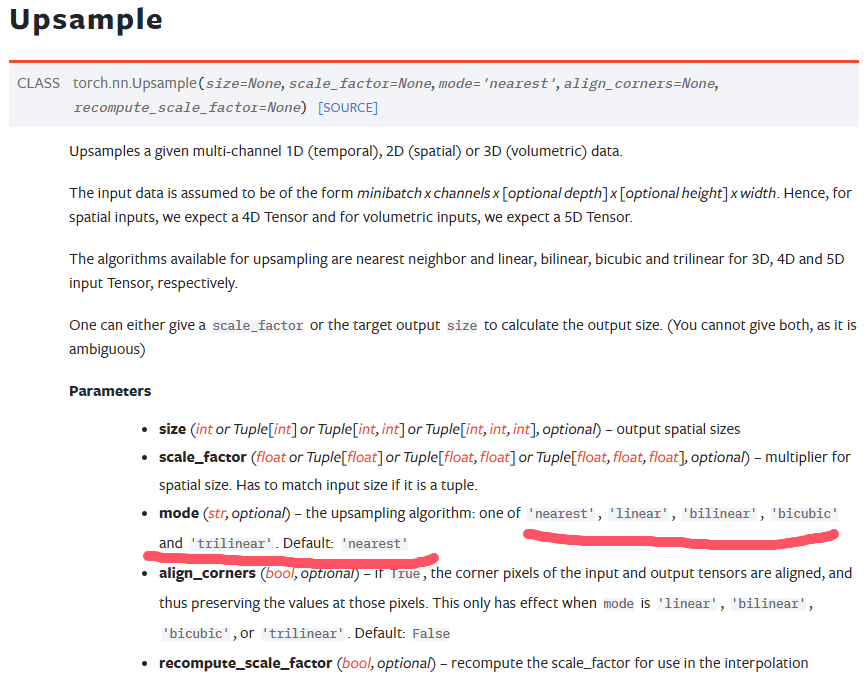 Upsample
CLASS torch.nn.Upsample(size=None, scale_factor=None, mode='nearest', align_corners=None,
recompute_scale_factor=None) [SOURCE]
Upsamples a given multi-channel 1D (temporal), 2D (spatial) or 3D (volumetric) data.
The input data is assumed to be of the form minibatch x channels x [optional depth] x [optional height] x width. Hence, for
spatial inputs, we expect a 4D Tensor and for volumetric inputs, we expect a 5D Tensor.
The algorithms available for upsampling are nearest neighbor and linear, bilinear, bicubic and trilinear for 3D, 4D and 5D
input Tensor, respectively.
One can either give a scale_factor or the target output size to calculate the output size. (You cannot give both, as it is
ambiguous)
Parameters
• size (int or Tuple[int] or Tuple[int, int] or Tuple[int, int, int], optional) – output spatial sizes
• scale_factor (float or Tuple[float] or Tuple[float, float] or Tuple[float, float, float], optional) – multiplier for
spatial size. Has to match input size if it is a tuple.
• mode (str, optional) – the upsampling algorithm: one of 'nearest', 'linear', 'bilinear', 'bicubic'
and 'trilinear'. Default: 'nearest'
• align_corners (bool, optional) – if True, the corner pixels of the input and output tensors are aligned, and
thus preserving the values at those pixels. This only has effect when mode is 'linear', 'bilinear',
'bicubic', or 'trilinear'. Default: False
• recompute_scale_factor (bool, optional) – recompute the scale_factor for use in the interpolation